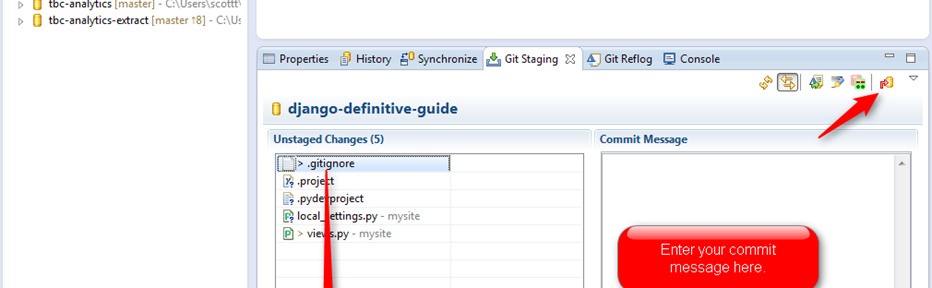 tbc-analytics [master] - C:\Users\scottt\
tbc-analytics-extract [master ↑8] - C:\Us
Properties
History
Synchronize
Git Staging
Git Reflog
Console
django-definitive-guide
Unstaged Changes (5)
Commit Message
> .gitignore
.project
.pydevproject
local_settings.py - mysite
> views.py - mysite
Enter your commit
message here.